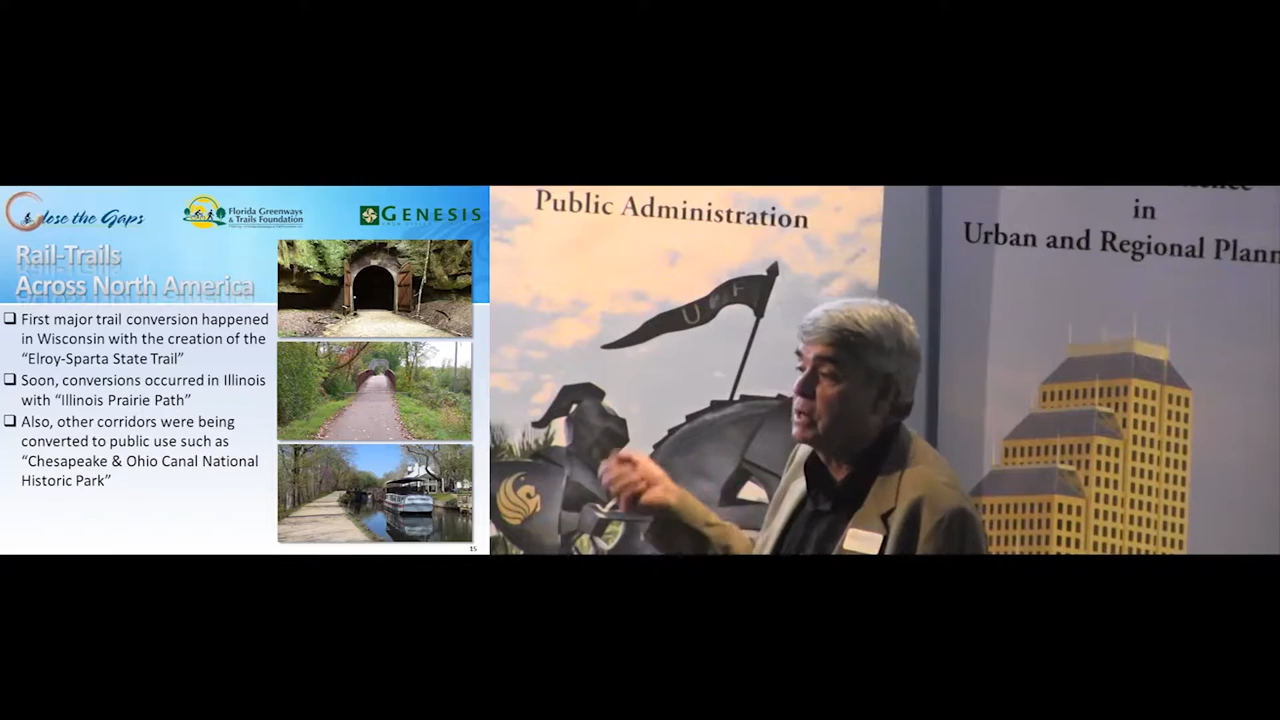 Close the Gaps
Florida Greenways
& Trails Foundation
GENESIS
Rail-Trails
Across North America
❑ First major trail conversion happened
in Wisconsin with the creation of the
“Elroy-Sparta State Trail”
❑ Soon, conversions occurred in Illinois
with “Illinois Prairie Path”
❑ Also, other corridors were being
converted to public use such as
“Chesapeake & Ohio Canal National
Historic Park”
15
Public Administration
UCF
in
Urban and Regional Plann